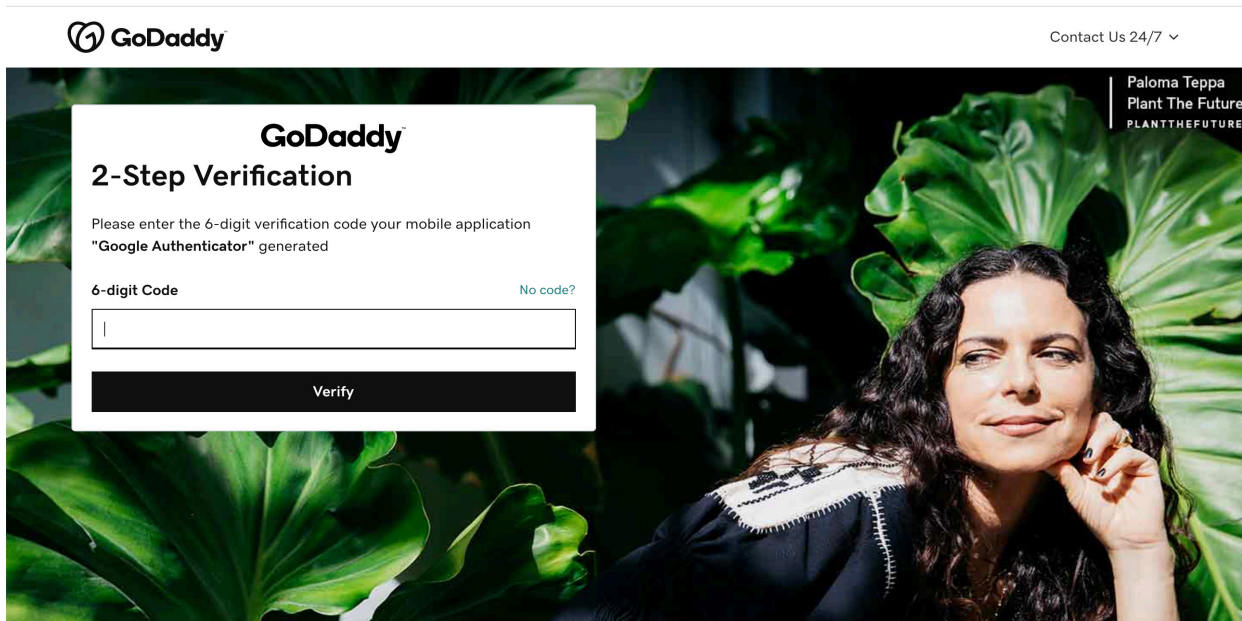 GoDaddy
Contact Us 24/7
Paloma Teppa
Plant The Future
PLANTTHEFUTURE
GoDaddy
2-Step Verification
Please enter the 6-digit verification code your mobile application
"Google Authenticator" generated
6-digit Code
No code?
Verify